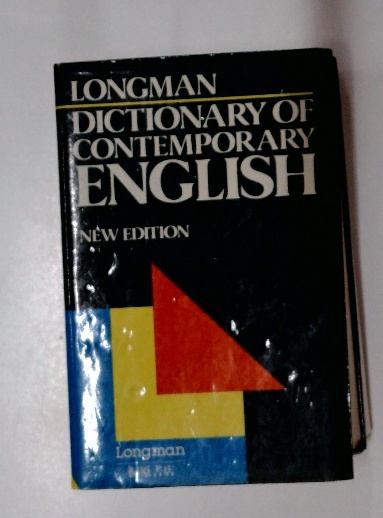 LONGMAN
DICTIONARY OF
CONTEMPORARY
ENGLISH
NEW EDITION
Longman